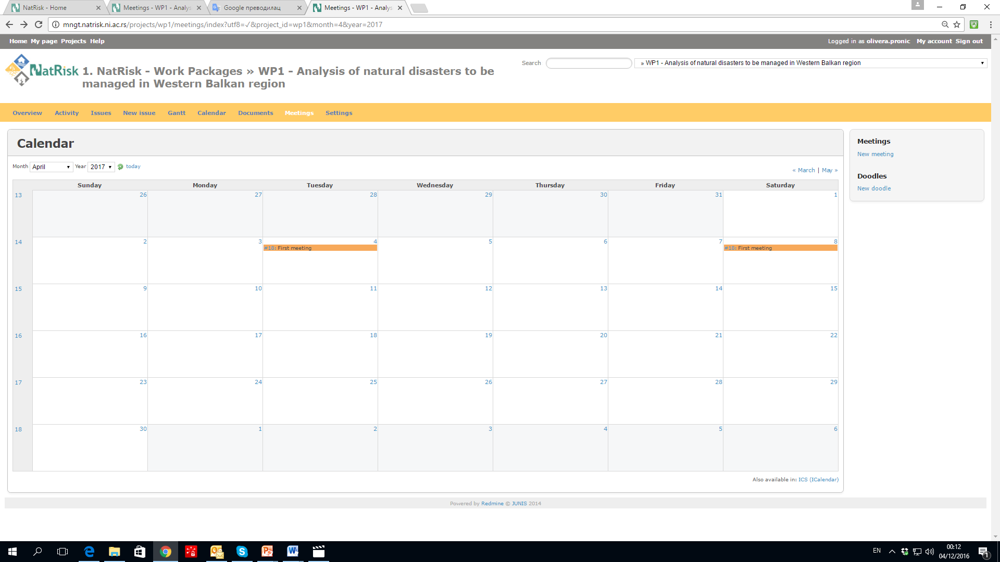 NatRisk - Home
Meetings - WP1 - Analys
Google преводилац
Meetings - WP1 - Analys
mngt.natrisk.ni.ac.rs/projects/wp1/meetings/index?utf8=✓&project_id=wp1&month=4&year=2017
Home My page Projects Help
Logged in as olivera.pronic My account Sign out
NatRisk
1. NatRisk - Work Packages » WP1 - Analysis of natural disasters to be
managed in Western Balkan region
Search
» WP1 - Analysis of natural disasters to be managed in Western Balkan region
Overview Activity Issues New issue Gantt Calendar Documents Meetings Settings
Calendar
Month April Year 2017 today
« March | May »
Sunday Monday Tuesday Wednesday Thursday Friday Saturday
13 26 27 28 29 30 31 1
14 2 3 4 5 6 7 8
#18: First meeting #18: First meeting
15 9 10 11 12 13 14 15
16 16 17 18 19 20 21 22
17 23 24 25 26 27 28 29
18 30 1 2 3 4 5 6
Also available in: ICS (ICalendar)
Meetings
New meeting
Doodles
New doodle
Powered by Redmine © JUNIS 2014
EN
00:12
04/12/2016
1